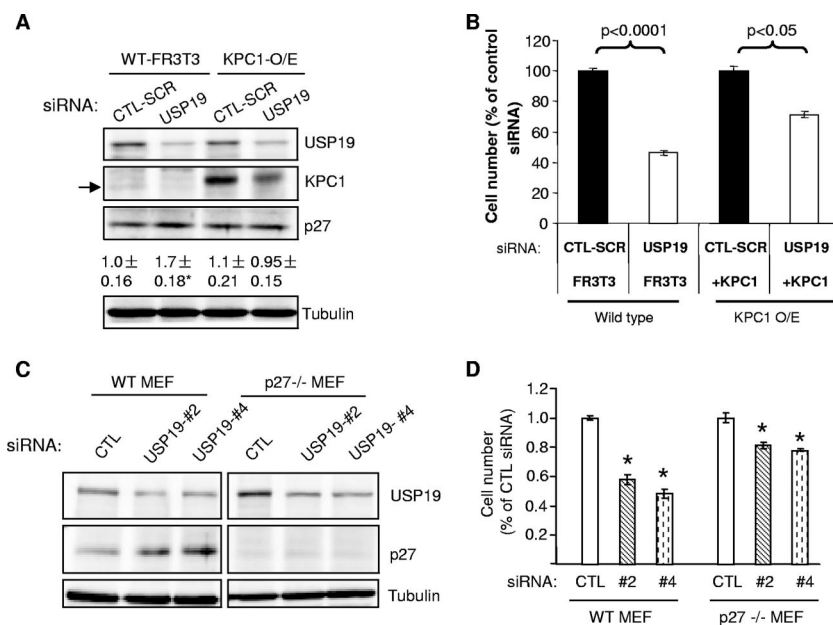 A
WT-FR3T3 KPC1-O/E
siRNA: CTL-SCR USP19 CTL-SCR USP19
USP19
KPC1
p27
1.0 ± 1.7 ± 1.1 ± 0.95 ±
0.16 0.18* 0.21 0.15
Tubulin
B
p<0.0001 p<0.05
Cell number (% of control
siRNA)
120
100
80
60
40
20
0
siRNA: CTL-SCR USP19 CTL-SCR USP19
FR3T3 FR3T3 +KPC1 +KPC1
Wild type KPC1 O/E
C
WT MEF p27-/- MEF
siRNA: CTL USP19-#2 USP19-#4 CTL USP19-#2 USP19- #4
USP19
p27
Tubulin
D
Cell number
(% of CTL siRNA)
1.2
1.0
0.8
0.6
0.4
0.2
* * * *
siRNA: CTL #2 #4 CTL #2 #4
WT MEF p27 -/- MEF